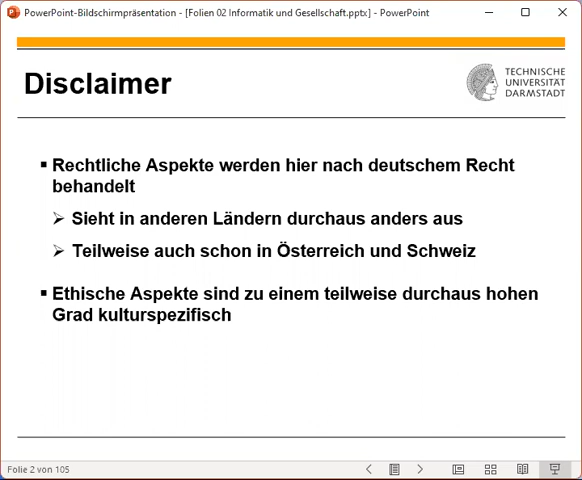 PowerPoint-Bildschirmpräsentation - [Folien 02 Informatik und Gesellschaft.pptx] - PowerPoint
Disclaimer
TECHNISCHE
UNIVERSITÄT
DARMSTADT
▪ Rechtliche Aspekte werden hier nach deutschem Recht
behandelt
➢ Sieht in anderen Ländern durchaus anders aus
➢ Teilweise auch schon in Österreich und Schweiz
▪ Ethische Aspekte sind zu einem teilweise durchaus hohen
Grad kulturspezifisch
Folie 2 von 105